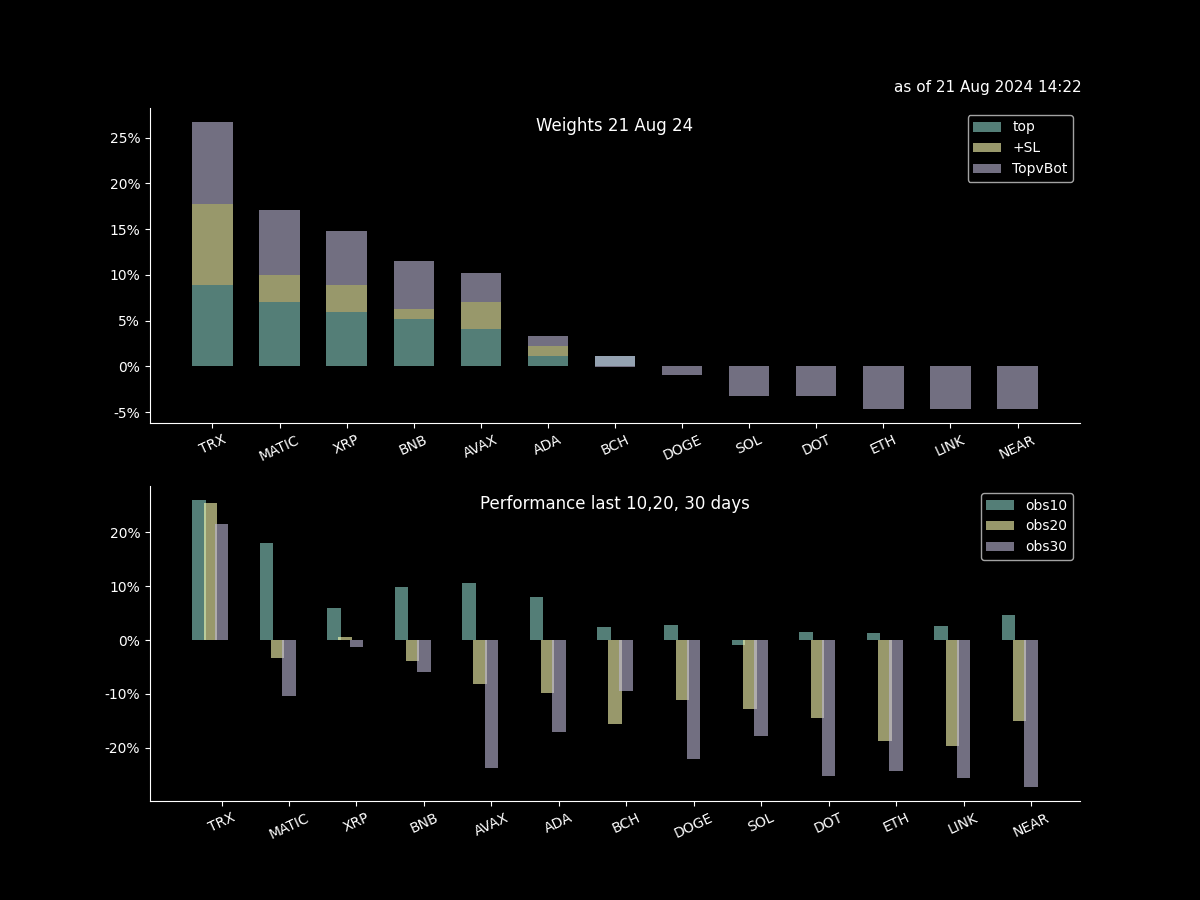 as of 21 Aug 2024 14:22
Weights 21 Aug 24
top
+SL
TopvBot
25%
20%
15%
10%
5%
0%
-5%
TRX MATIC XRP BNB AVAX ADA BCH DOGE SOL DOT ETH LINK NEAR
Performance last 10,20, 30 days
obs10
obs20
obs30
20%
10%
0%
-10%
-20%
TRX MATIC XRP BNB AVAX ADA BCH DOGE SOL DOT ETH LINK NEAR